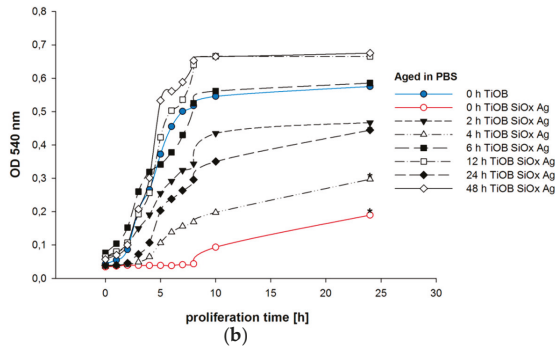 0,8
0,7
0,6
0,5
0,4
0,3
0,2
0,1
0,0
OD 540 nm
0
5
10
15
20
25
30
proliferation time [h]
Aged in PBS
0 h TiOB
0 h TiOB SiOx Ag
2 h TiOB SiOx Ag
4 h TiOB SiOx Ag
6 h TiOB SiOx Ag
12 h TiOB SiOx Ag
24 h TiOB SiOx Ag
48 h TiOB SiOx Ag
*
*
(b)